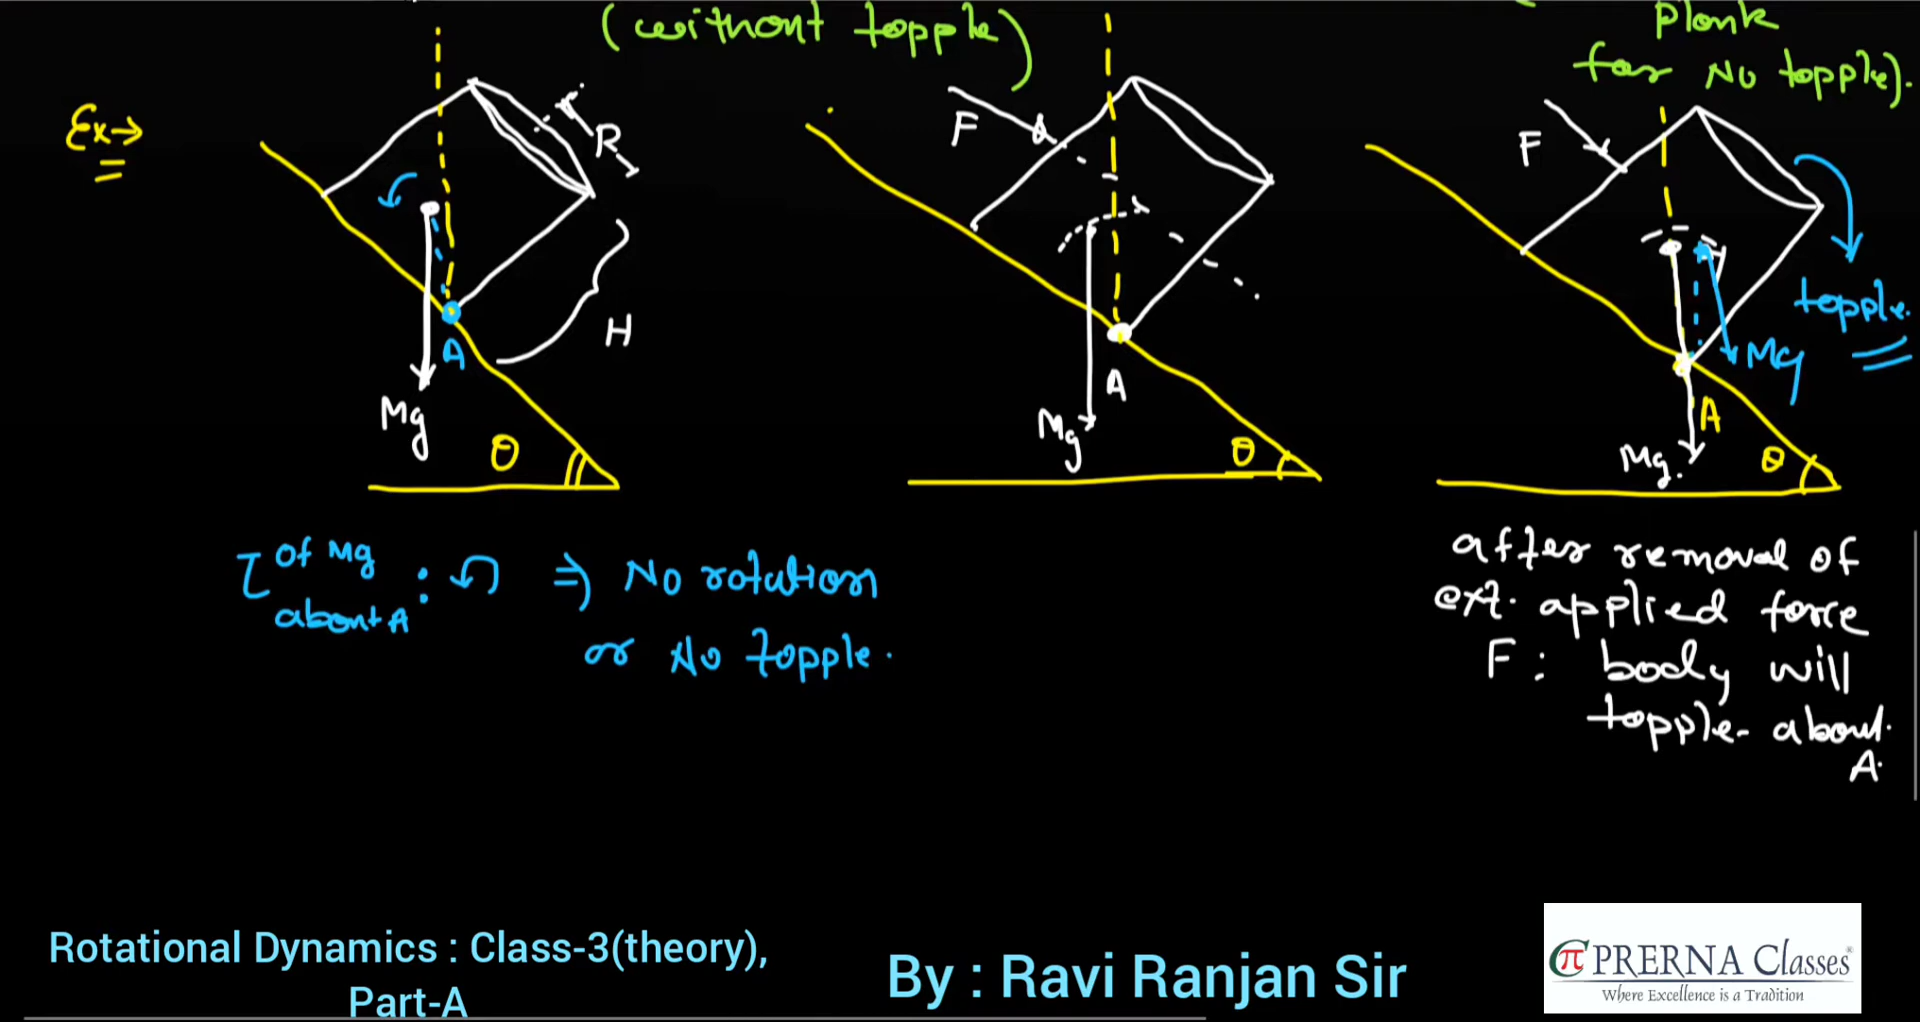 (without topple)
plank
for No topple).
Ex→
R
H
A
Mg
θ
F
A
Mg
θ
F
topple.
Mg
A
Mg.
θ
τ of Mg about A : ↺ ⇒ No rotation
or No topple.
after removal of
ext. applied force
F : body will
topple- about.
A.
Rotational Dynamics : Class-3(theory),
Part-A
By : Ravi Ranjan Sir
π PRERNA Classes®
Where Excellence is a Tradition